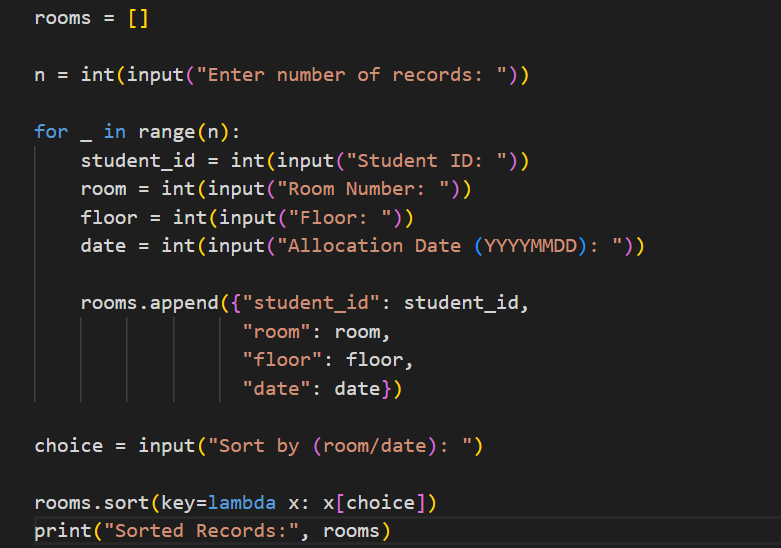 rooms = []
n = int(input("Enter number of records: "))
for _ in range(n):
    student_id = int(input("Student ID: "))
    room = int(input("Room Number: "))
    floor = int(input("Floor: "))
    date = int(input("Allocation Date (YYYYMMDD): "))
    rooms.append({"student_id": student_id,
                  "room": room,
                  "floor": floor,
                  "date": date})
choice = input("Sort by (room/date): ")
rooms.sort(key=lambda x: x[choice])
print("Sorted Records:", rooms)